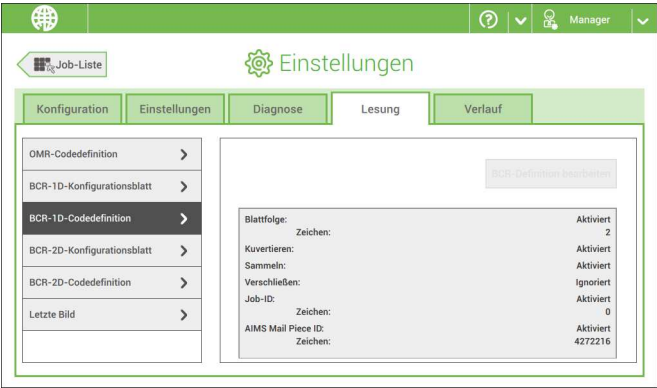 Manager
Job-Liste
Einstellungen
Konfiguration
Einstellungen
Diagnose
Lesung
Verlauf
OMR-Codedefinition
BCR-1D-Konfigurationsblatt
BCR-1D-Codedefinition
BCR-2D-Konfigurationsblatt
BCR-2D-Codedefinition
Letzte Bild
BCR-Definition bearbeiten
Blattfolge: Aktiviert
Zeichen: 2
Kuvertieren: Aktiviert
Sammeln: Aktiviert
Verschließen: Ignoriert
Job-ID: Aktiviert
Zeichen: 0
AIMS Mail Piece ID: Aktiviert
Zeichen: 4272216